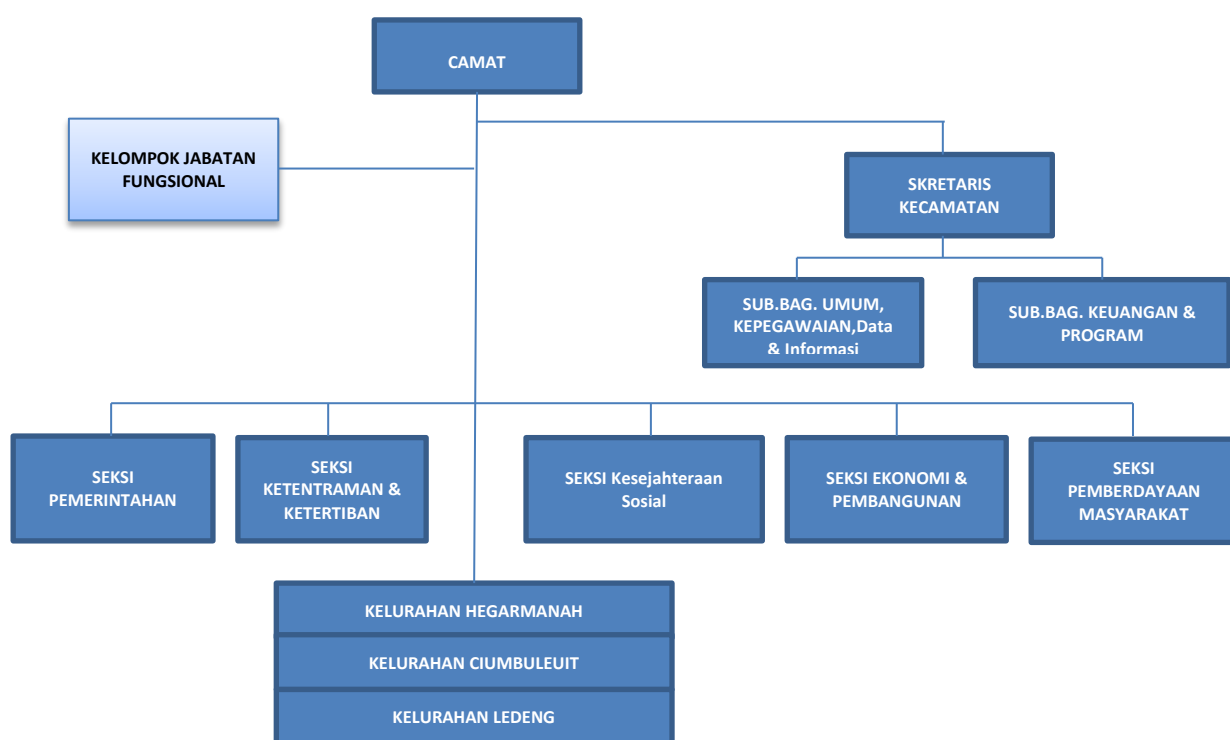 CAMAT
KELOMPOK JABATAN
FUNGSIONAL
SKRETARIS
KECAMATAN
SUB.BAG. UMUM,
KEPEGAWAIAN,Data
& Informasi
SUB.BAG. KEUANGAN &
PROGRAM
SEKSI
PEMERINTAHAN
SEKSI
KETENTRAMAN &
KETERTIBAN
SEKSI Kesejahteraan
Sosial
SEKSI EKONOMI &
PEMBANGUNAN
SEKSI
PEMBERDAYAAN
MASYARAKAT
KELURAHAN HEGARMANAH
KELURAHAN CIUMBULEUIT
KELURAHAN LEDENG